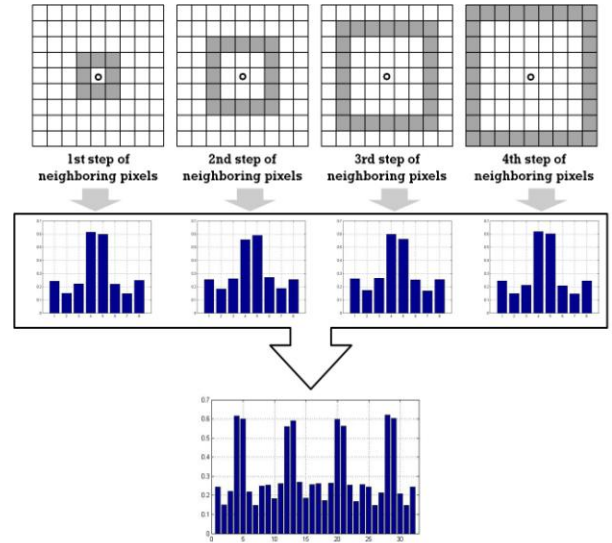 1st step of neighboring pixels
2nd step of neighboring pixels
3rd step of neighboring pixels
4th step of neighboring pixels
0.7
0.6
0.5
0.4
0.3
0.2
0.1
0
0 5 10 15 20 25 30